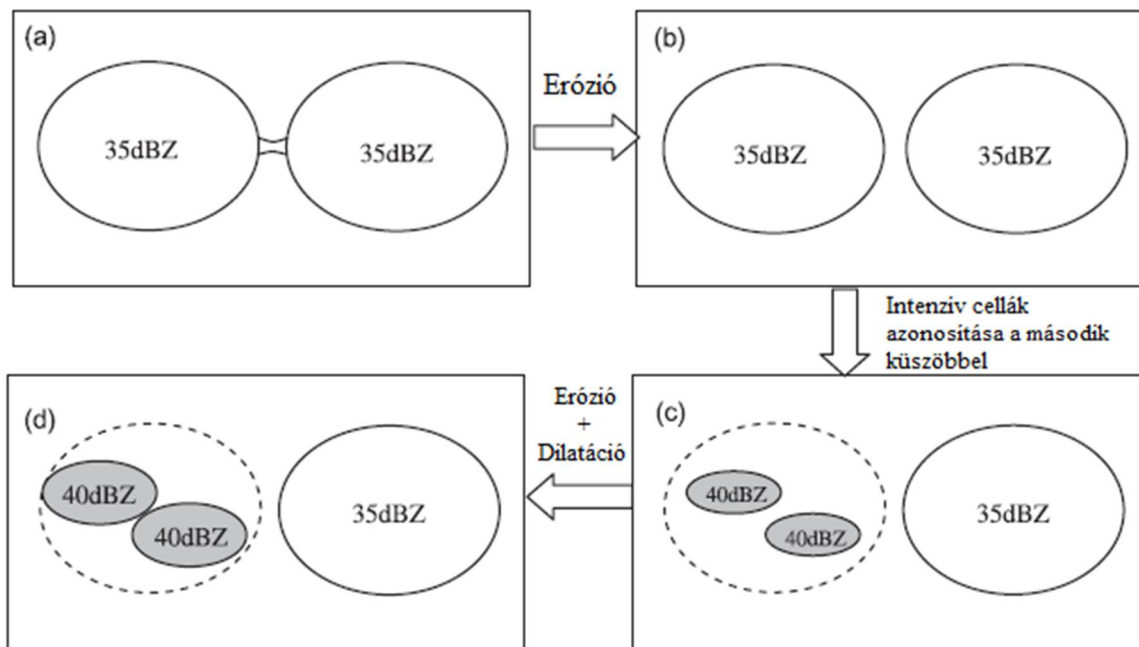 (a)
35dBZ
35dBZ
Erózió
(b)
35dBZ
35dBZ
Intenzív cellák
azonosítása a második
küszöbbel
(c)
40dBZ
40dBZ
35dBZ
Erózió
+
Dilatáció
(d)
40dBZ
40dBZ
35dBZ